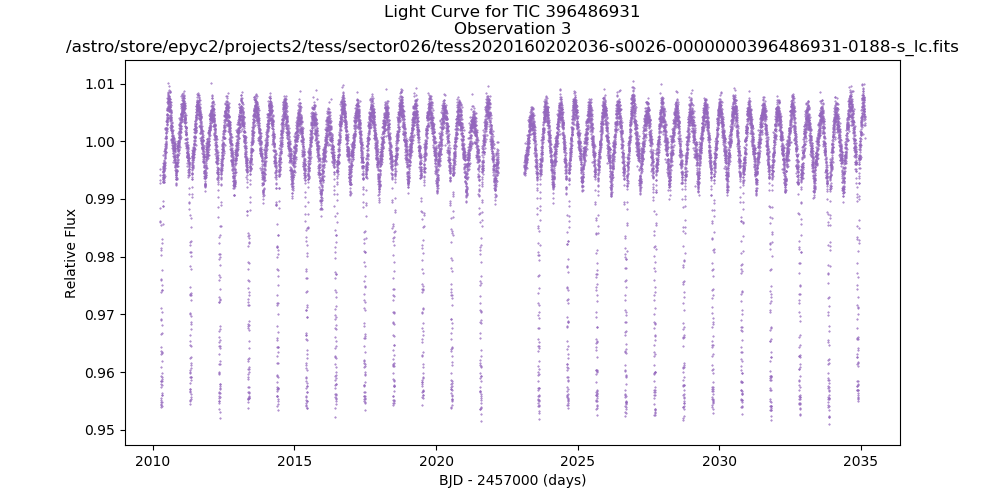 Light Curve for TIC 396486931
Observation 3
/astro/store/epyc2/projects2/tess/sector026/tess2020160202036-s0026-0000000396486931-0188-s_lc.fits
1.01
1.00
0.99
0.98
0.97
0.96
0.95
Relative Flux
2010 2015 2020 2025 2030 2035
BJD - 2457000 (days)